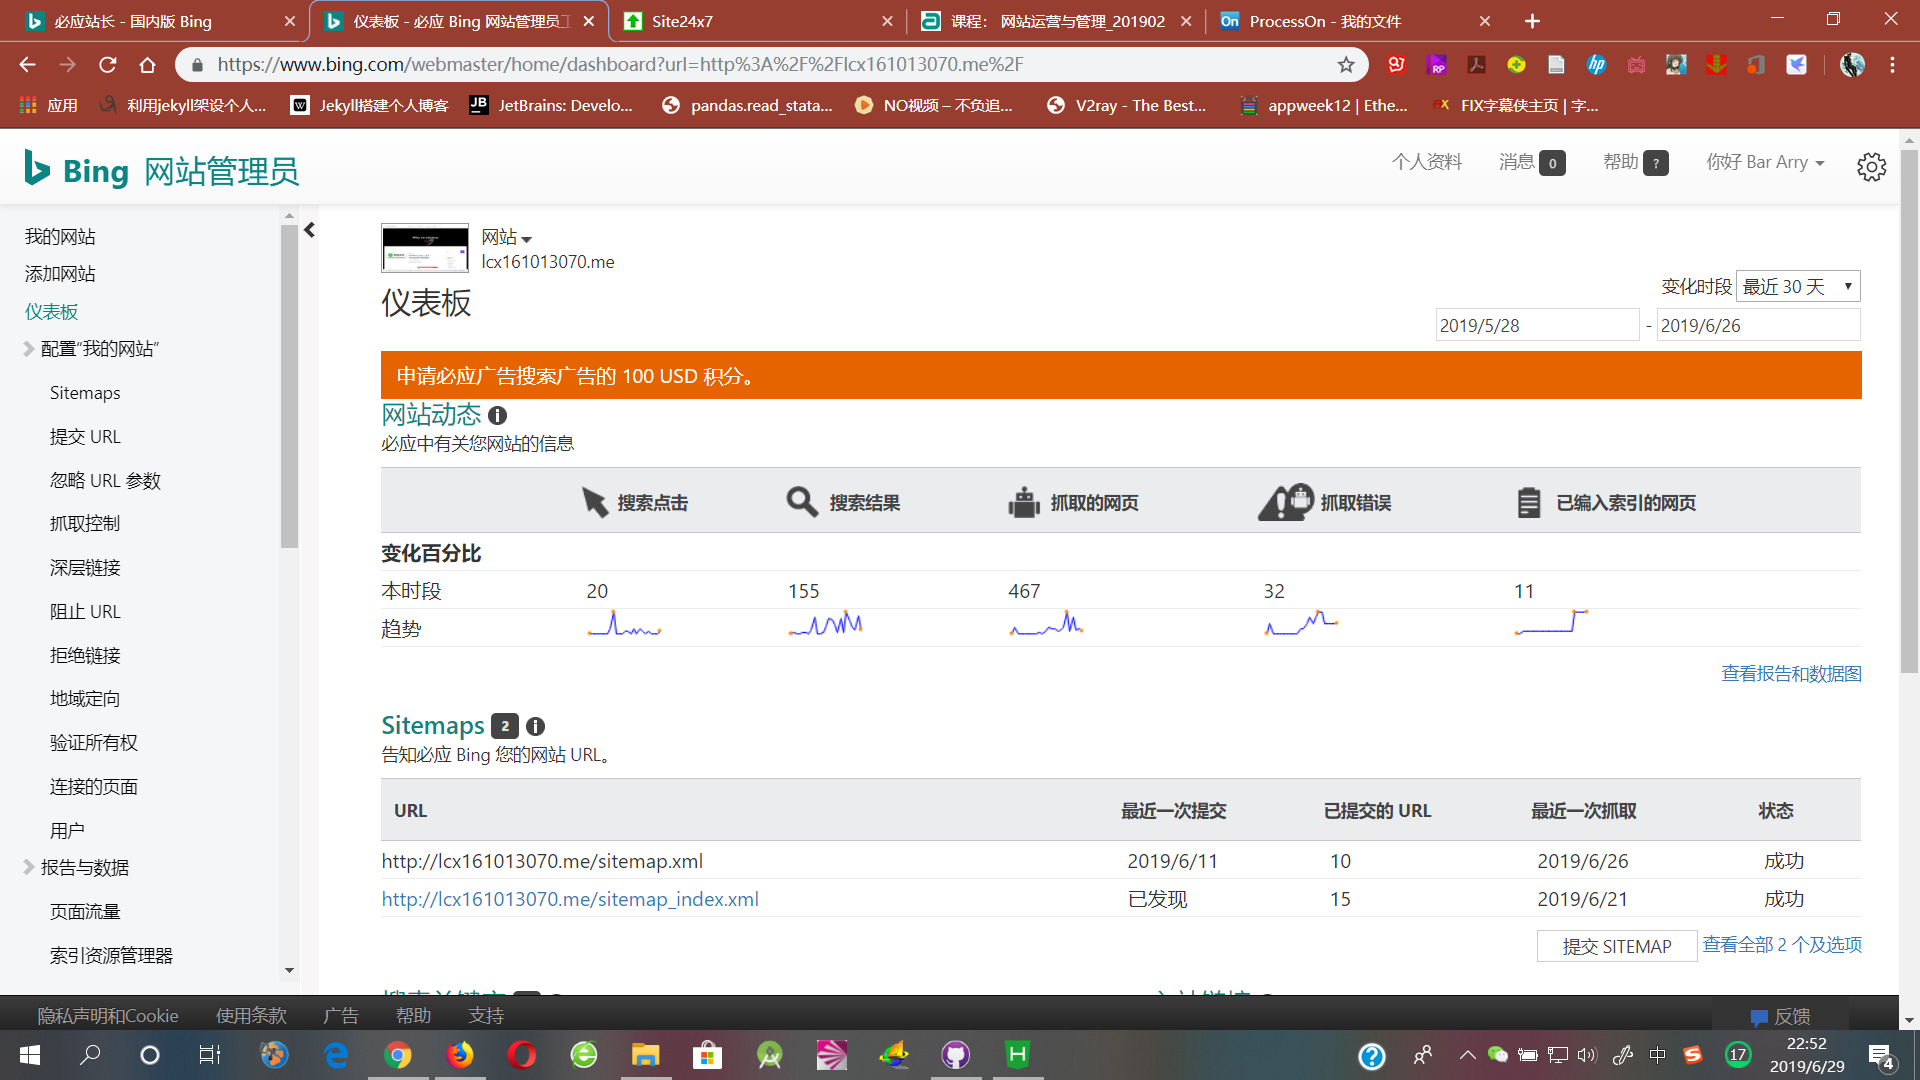 必应站长 - 国内版 Bing
仪表板 - 必应 Bing 网站管理员工
Site24x7
课程： 网站运营与管理_201902
ProcessOn - 我的文件
https://www.bing.com/webmaster/home/dashboard?url=http%3A%2F%2Flcx161013070.me%2F
应用
利用jekyll架设个人...
Jekyll搭建个人博客
JetBrains: Develo...
pandas.read_stata...
NO视频 – 不负追...
V2ray - The Best...
appweek12 | Ethe...
FIX字幕侠主页 | 字...
Bing 网站管理员
个人资料
消息 0
帮助 ?
你好 Bar Arry
我的网站
添加网站
仪表板
配置“我的网站”
Sitemaps
提交 URL
忽略 URL 参数
抓取控制
深层链接
阻止 URL
拒绝链接
地域定向
验证所有权
连接的页面
用户
报告与数据
页面流量
索引资源管理器
网站
lcx161013070.me
仪表板
变化时段 最近 30 天
2019/5/28 - 2019/6/26
申请必应广告搜索广告的 100 USD 积分。
网站动态
必应中有关您网站的信息
搜索点击 搜索结果 抓取的网页 抓取错误 已编入索引的网页
变化百分比
本时段 20 155 467 32 11
趋势
查看报告和数据图
Sitemaps 2
告知必应 Bing 您的网站 URL。
URL 最近一次提交 已提交的 URL 最近一次抓取 状态
http://lcx161013070.me/sitemap.xml 2019/6/11 10 2019/6/26 成功
http://lcx161013070.me/sitemap_index.xml 已发现 15 2019/6/21 成功
提交 SITEMAP 查看全部 2 个及选项
隐私声明和Cookie 使用条款 广告 帮助 支持
反馈
中
17
22:52
2019/6/29
4